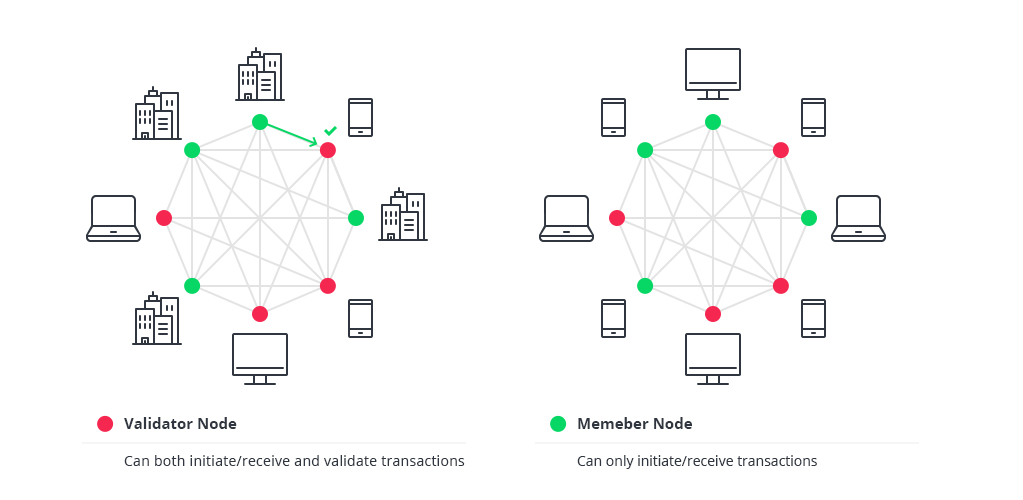 Validator Node
Can both initiate/receive and validate transactions
Memeber Node
Can only initiate/receive transactions